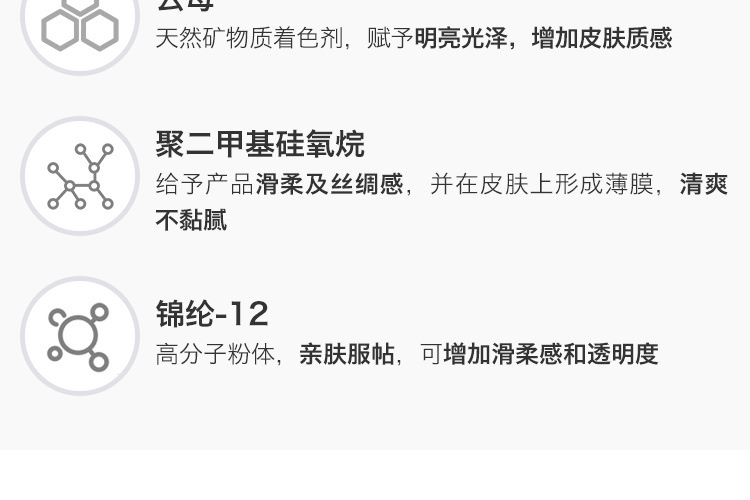 云母
天然矿物质着色剂，赋予明亮光泽，增加皮肤质感
聚二甲基硅氧烷
给予产品滑柔及丝绸感，并在皮肤上形成薄膜，清爽
不黏腻
锦纶-12
高分子粉体，亲肤服帖，可增加滑柔感和透明度